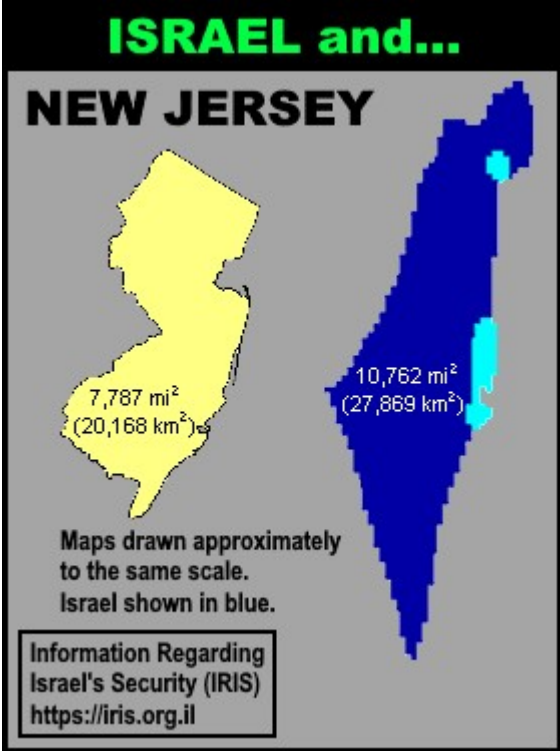 ISRAEL and...
NEW JERSEY
7,787 mi²
(20,168 km²)
10,762 mi²
(27,869 km²)
Maps drawn approximately
to the same scale.
Israel shown in blue.
Information Regarding
Israel's Security (IRIS)
https://iris.org.il